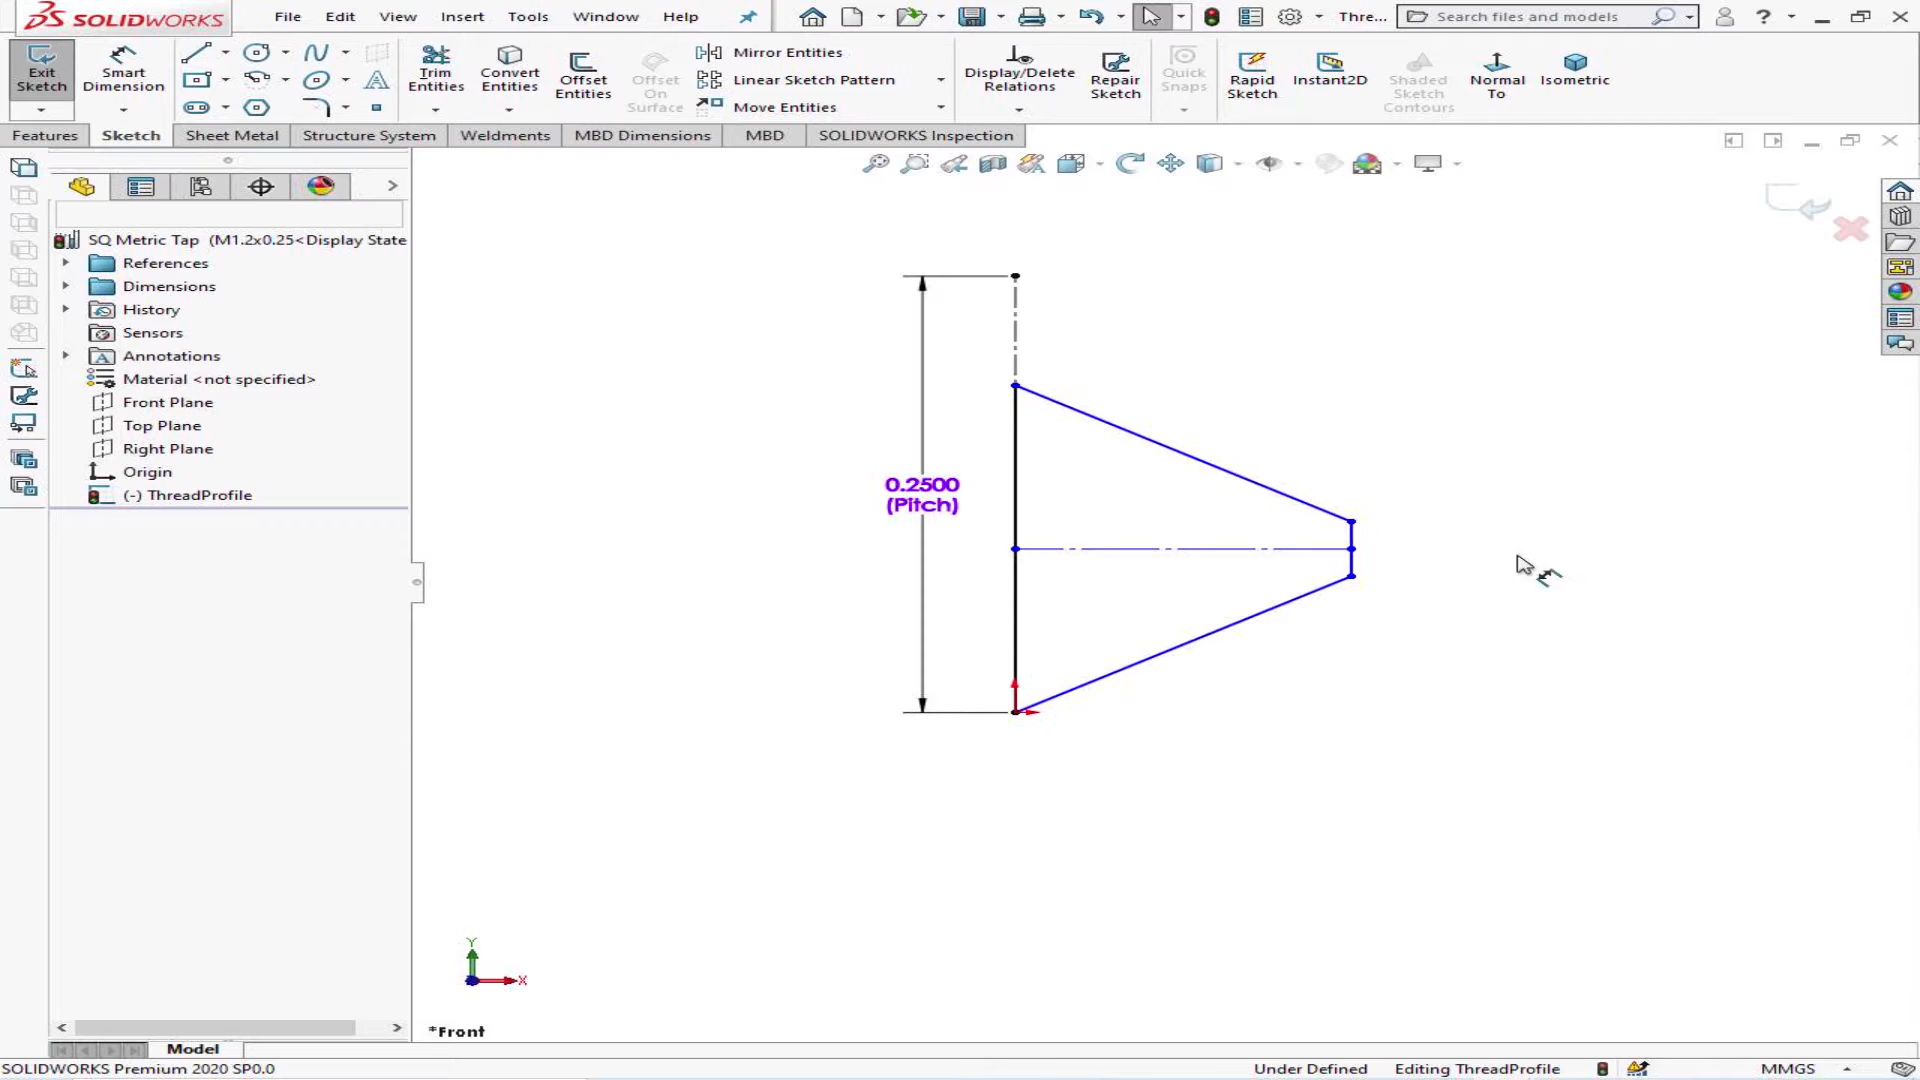 SOLIDWORKS
File Edit View Insert Tools Window Help
Thre...
Search files and models
Exit Sketch
Smart Dimension
Trim Entities
Convert Entities
Offset Entities
Offset On Surface
Mirror Entities
Linear Sketch Pattern
Move Entities
Display/Delete Relations
Repair Sketch
Quick Snaps
Rapid Sketch
Instant2D
Shaded Sketch Contours
Normal To
Isometric
Features Sketch Sheet Metal Structure System Weldments MBD Dimensions MBD SOLIDWORKS Inspection
SQ Metric Tap (M1.2x0.25<Display State
References
Dimensions
History
Sensors
Annotations
Material <not specified>
Front Plane
Top Plane
Right Plane
Origin
(-) ThreadProfile
0.2500
(Pitch)
Y
X
*Front
Model
SOLIDWORKS Premium 2020 SP0.0
Under Defined Editing ThreadProfile MMGS